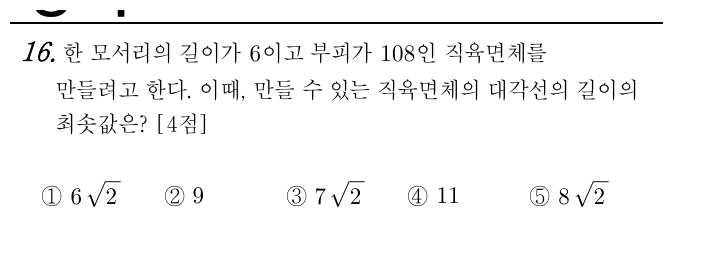 16. 한 모서리의 길이가 6이고 부피가 108인 직육면체를
만들려고 한다. 이때, 만들 수 있는 직육면체의 대각선의 길이의
최솟값은? [4점]
① 6√2 ② 9 ③ 7√2 ④ 11 ⑤ 8√2